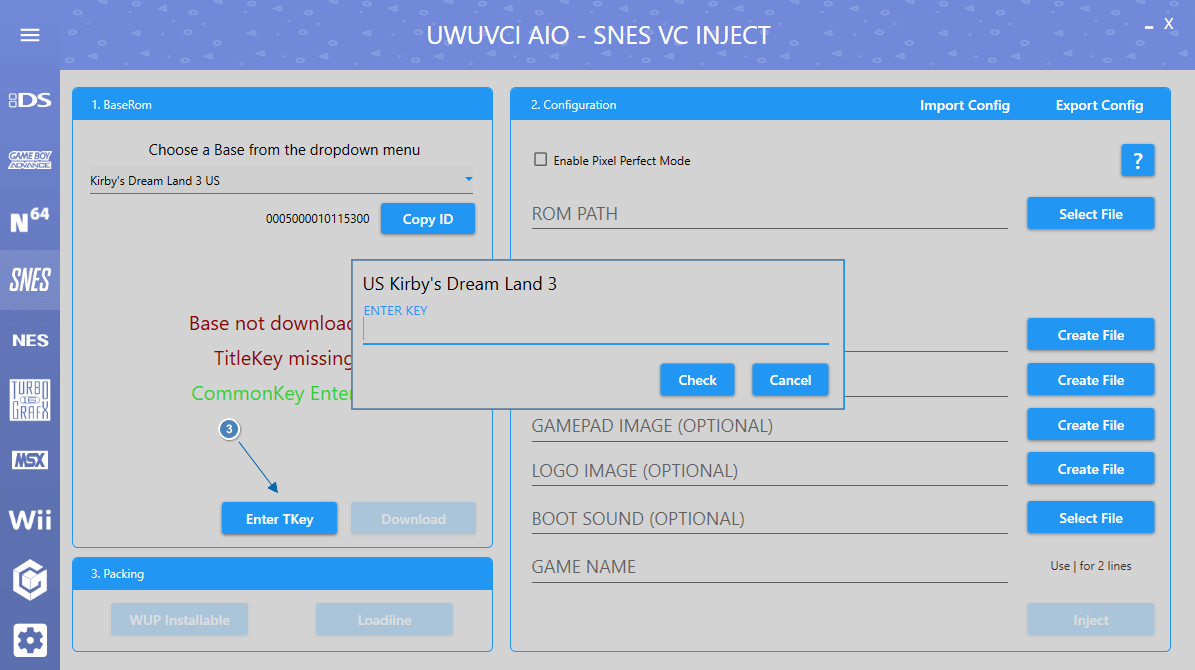 UWUVCI AIO - SNES VC INJECT
X
DS
GAME BOY
ADVANCE
N64
SNES
NES
TURBO
GRAFX
MSX
Wii
1. BaseRom
Choose a Base from the dropdown menu
Kirby's Dream Land 3 US
0005000010115300
Copy ID
Base not downloac
TitleKey missing
CommonKey Enter
3
Enter TKey
Download
3. Packing
WUP Installable
Loadiine
2. Configuration
Import Config
Export Config
Enable Pixel Perfect Mode
?
ROM PATH
Select File
US Kirby's Dream Land 3
ENTER KEY
Check
Cancel
Create File
Create File
GAMEPAD IMAGE (OPTIONAL)
Create File
LOGO IMAGE (OPTIONAL)
Create File
BOOT SOUND (OPTIONAL)
Select File
GAME NAME
Use | for 2 lines
Inject